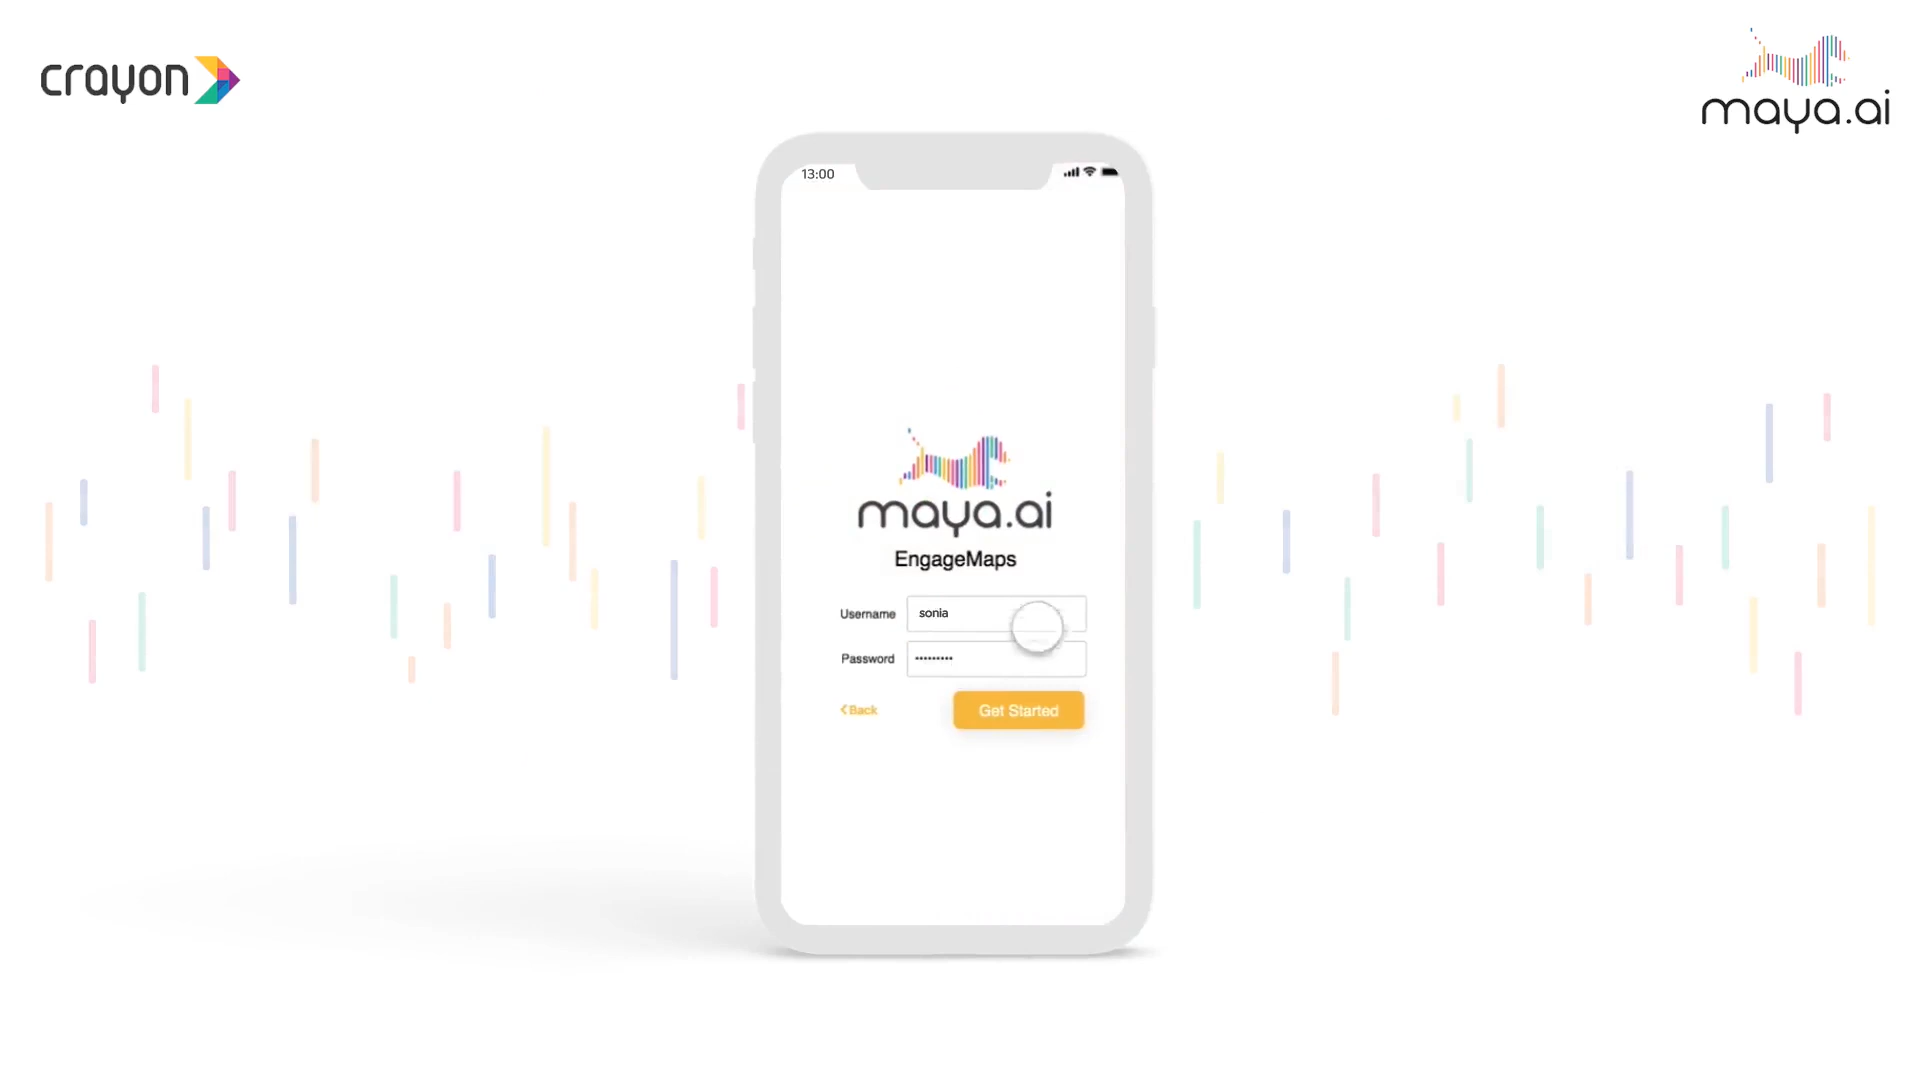 crayon
maya.ai
13:00
maya.ai
EngageMaps
Username sonia
Password •••••••••
Back Get Started